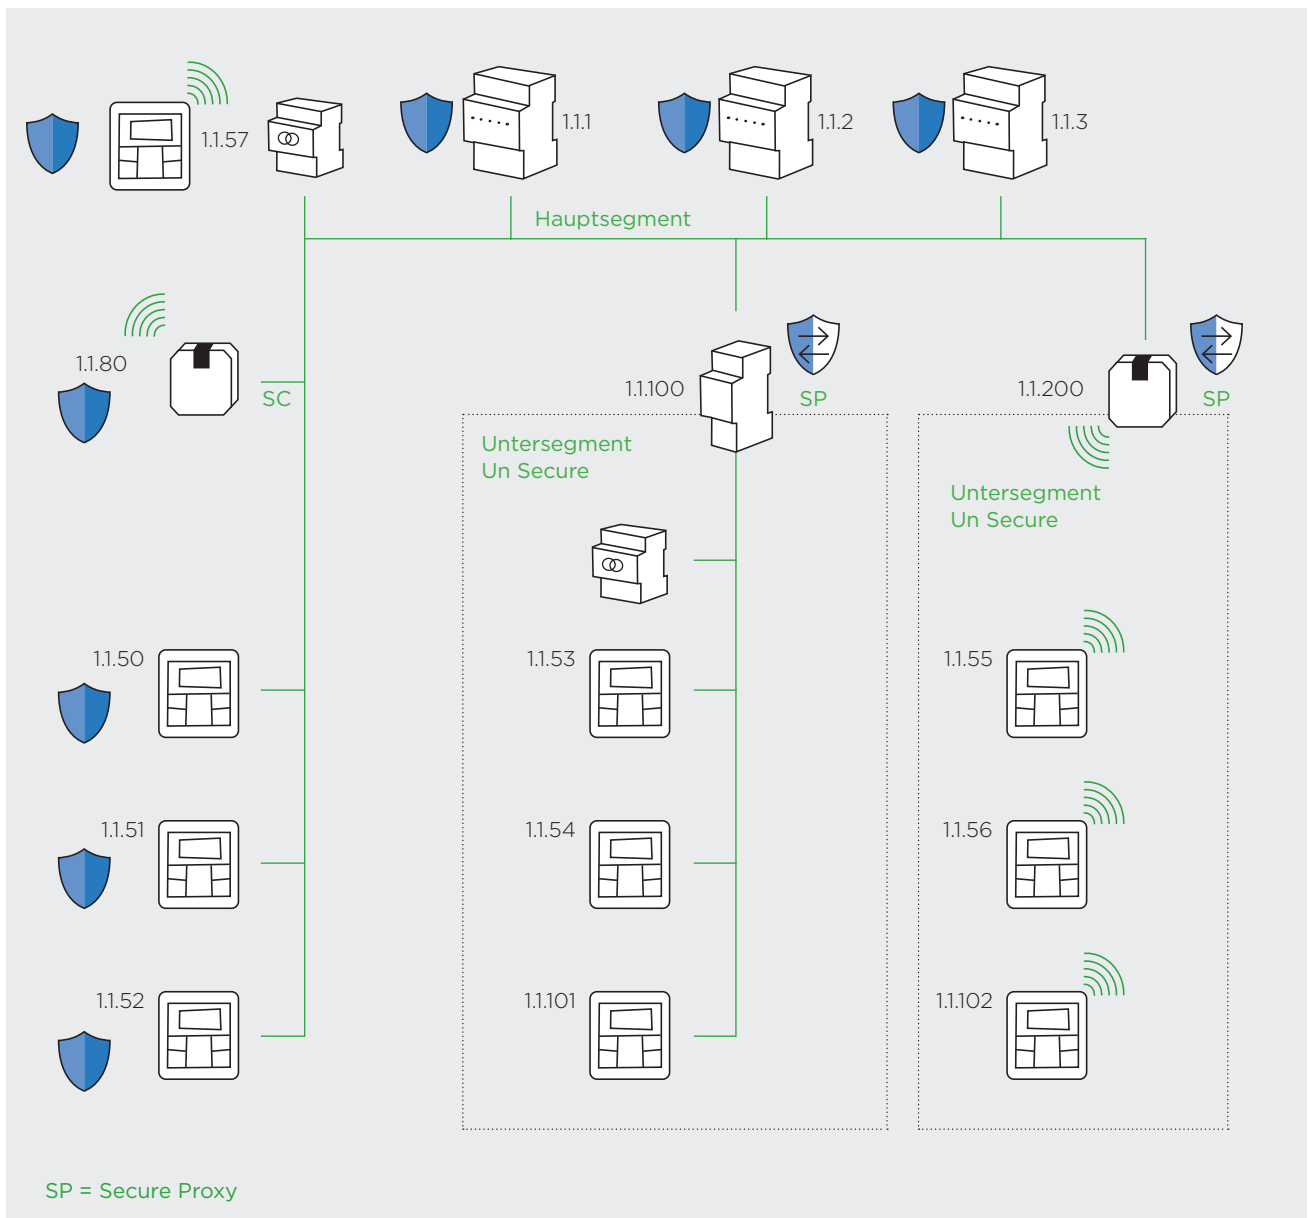 1.1.57
1.1.1
1.1.2
1.1.3
Hauptsegment
1.1.80
SC
1.1.100
SP
1.1.200
SP
Untersegment
Un Secure
Untersegment
Un Secure
1.1.50
1.1.53
1.1.55
1.1.51
1.1.54
1.1.56
1.1.52
1.1.101
1.1.102
SP = Secure Proxy